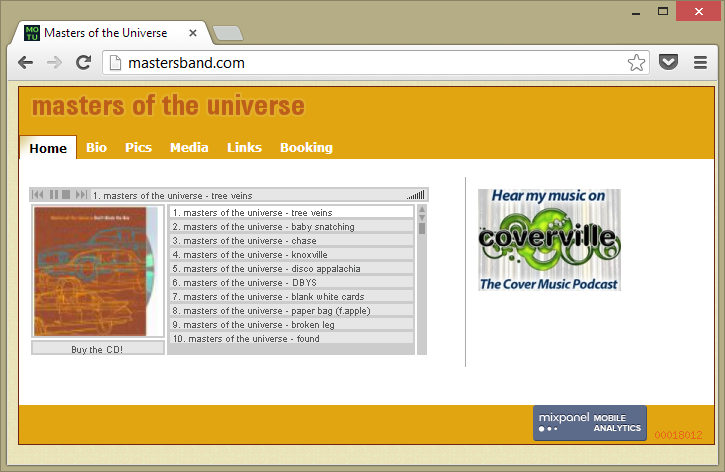 Masters of the Universe
MO
TU
mastersband.com
masters of the universe
Home Bio Pics Media Links Booking
1. masters of the universe - tree veins
1. masters of the universe - tree veins
2. masters of the universe - baby snatching
3. masters of the universe - chase
4. masters of the universe - knoxville
5. masters of the universe - disco appalachia
6. masters of the universe - DBYS
7. masters of the universe - blank white cards
8. masters of the universe - paper bag (f.apple)
9. masters of the universe - broken leg
10. masters of the universe - found
Buy the CD!
Hear my music on
coverville
The Cover Music Podcast
mixpanel MOBILE
ANALYTICS
00018012